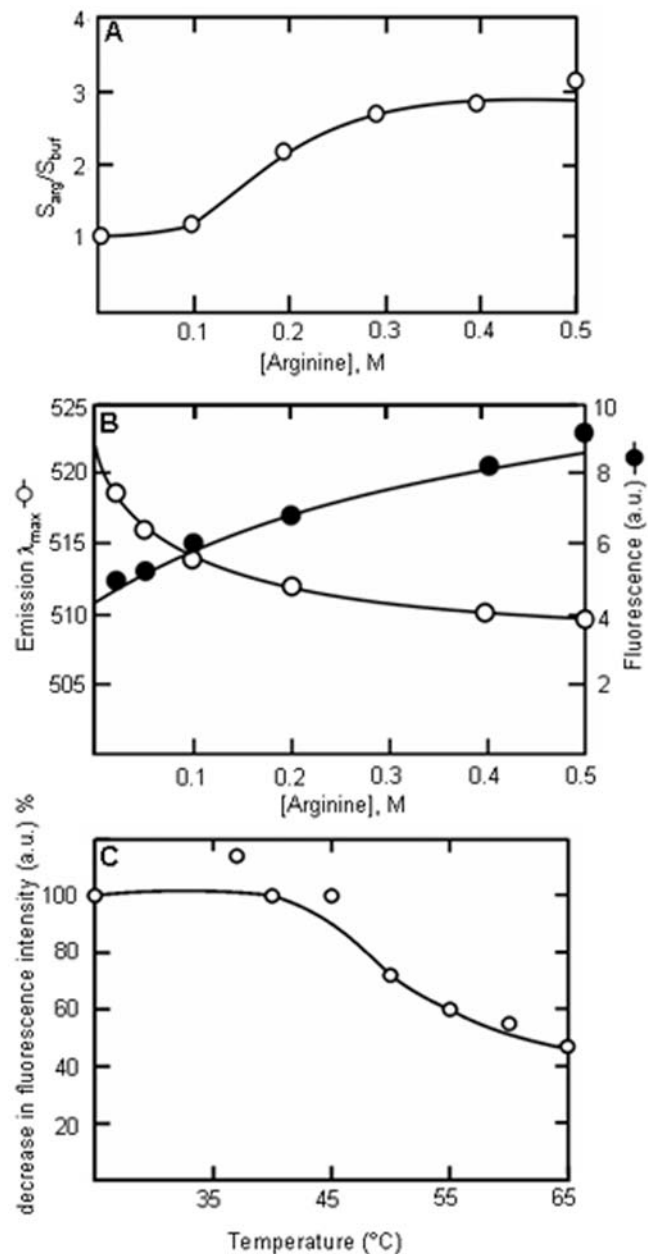 4
A
3
2
1
S_arg/S_buf
0.1 0.2 0.3 0.4 0.5
[Arginine], M
525
B
520
515
510
505
Emission λ_max
10
8
6
4
2
Fluorescence (a.u.)
0.1 0.2 0.3 0.4 0.5
[Arginine], M
C
100
80
60
40
20
decrease in fluorescence intensity (a.u.) %
35 45 55 65
Temperature (°C)